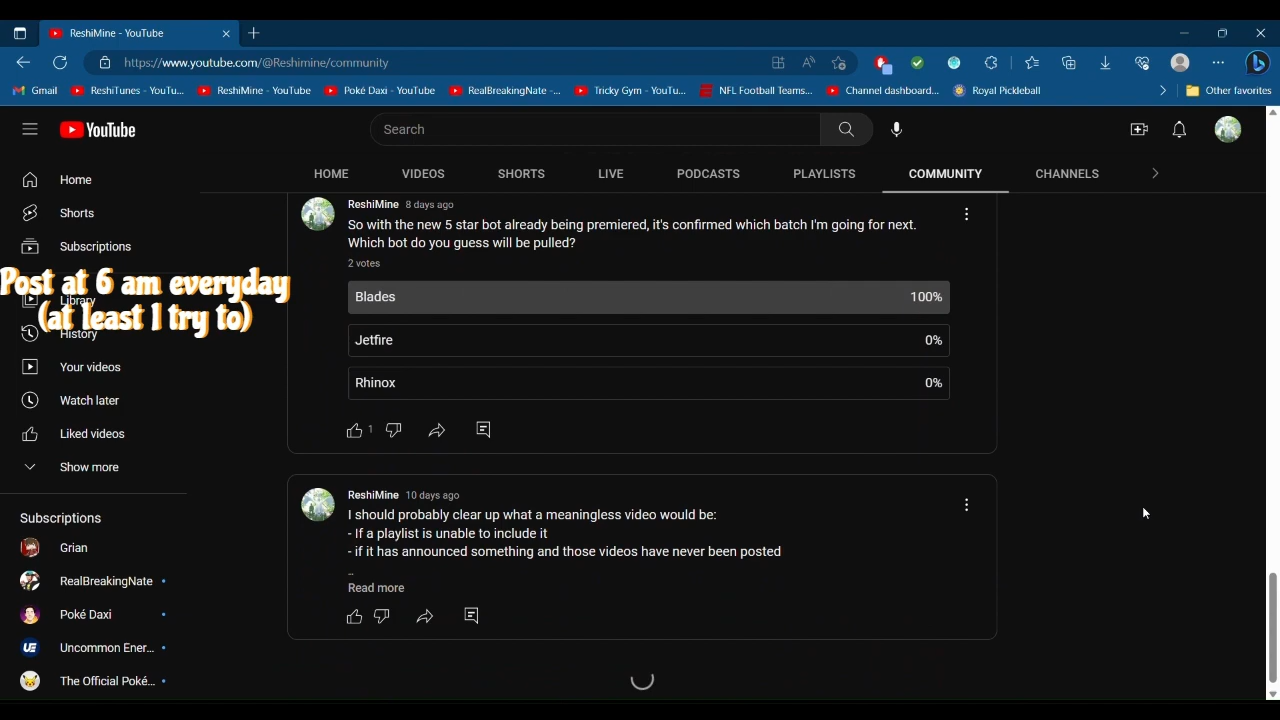 ReshiMine - YouTube
https://www.youtube.com/@Reshimine/community
Gmail
ReshiTunes - YouTu...
ReshiMine - YouTube
Poké Daxi - YouTube
RealBreakingNate -...
Tricky Gym - YouTu...
NFL Football Teams...
Channel dashboard...
Royal Pickleball
Other favorites
YouTube
Search
HOME
VIDEOS
SHORTS
LIVE
PODCASTS
PLAYLISTS
COMMUNITY
CHANNELS
Home
Shorts
Subscriptions
Library
History
Your videos
Watch later
Liked videos
Show more
Subscriptions
Grian
RealBreakingNate
Poké Daxi
Uncommon Ener...
The Official Poké...
Post at 6 am everyday
(at least I try to)
ReshiMine 8 days ago
So with the new 5 star bot already being premiered, it's confirmed which batch I'm going for next.
Which bot do you guess will be pulled?
2 votes
Blades 100%
Jetfire 0%
Rhinox 0%
1
ReshiMine 10 days ago
I should probably clear up what a meaningless video would be:
- If a playlist is unable to include it
- if it has announced something and those videos have never been posted
..
Read more